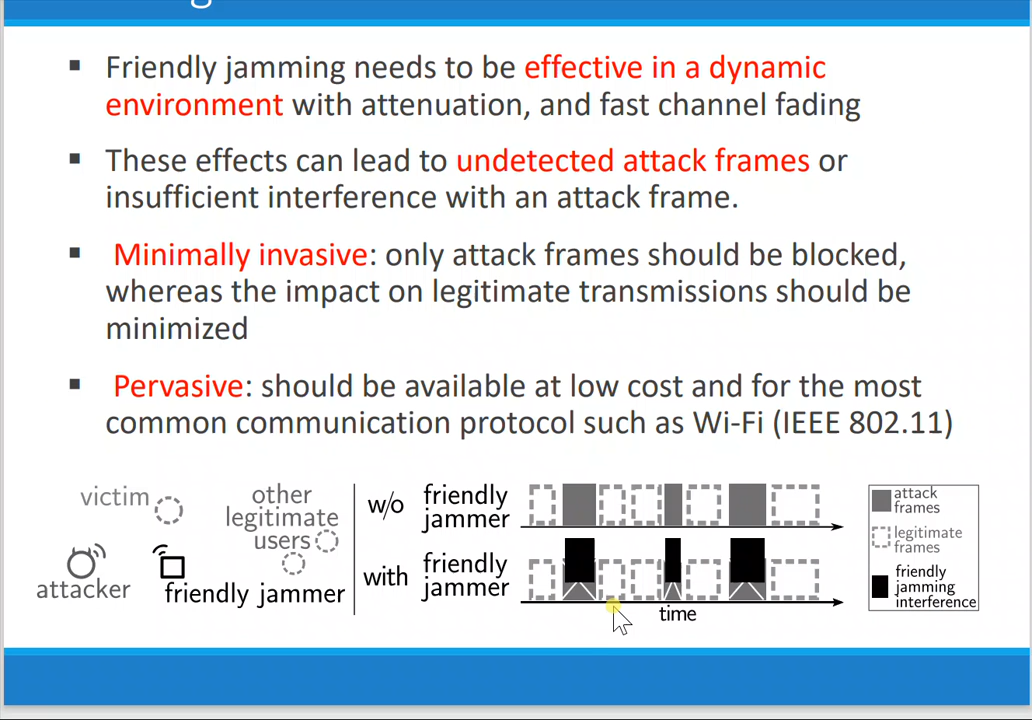 ▪ Friendly jamming needs to be effective in a dynamic
environment with attenuation, and fast channel fading
▪ These effects can lead to undetected attack frames or
insufficient interference with an attack frame.
▪ Minimally invasive: only attack frames should be blocked,
whereas the impact on legitimate transmissions should be
minimized
▪ Pervasive: should be available at low cost and for the most
common communication protocol such as Wi-Fi (IEEE 802.11)
victim
other
legitimate
users
attacker
friendly jammer
w/o friendly
jammer
with friendly
jammer
time
attack
frames
legitimate
frames
friendly
jamming
interference